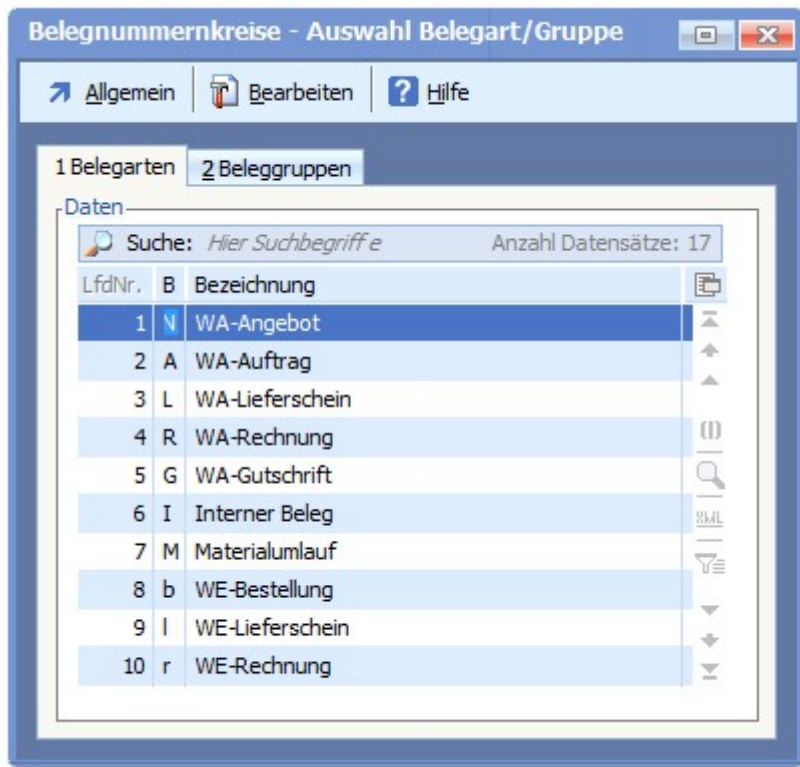 Belegnummernkreise - Auswahl Belegart/Gruppe
Allgemein Bearbeiten ? Hilfe
1 Belegarten 2 Beleggruppen
Daten
Suche: Hier Suchbegriff e Anzahl Datensätze: 17
LfdNr. B Bezeichnung
1 N WA-Angebot
2 A WA-Auftrag
3 L WA-Lieferschein
4 R WA-Rechnung
5 G WA-Gutschrift
6 I Interner Beleg
7 M Materialumlauf
8 b WE-Bestellung
9 l WE-Lieferschein
10 r WE-Rechnung
XML